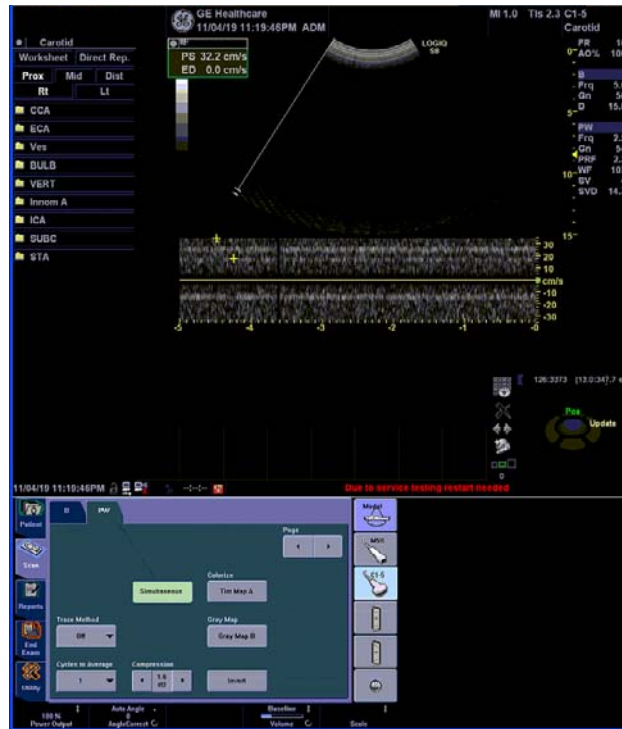 GE Healthcare
11/04/19 11:19:46PM ADM
MI 1.0 TIs 2.3 C1-5
Carotid
Carotid
Worksheet Direct Rep.
Prox Mid Dist
Rt Lt
CCA
ECA
Ves
BULB
VERT
Innom A
ICA
SUBC
STA
PS 32.2 cm/s
ED 0.0 cm/s
LOGIQ
S8
FR
AO% 
B
Frq
Gn
D
PW
Frq
Gn
PRF
WF
SV
SVD
0
5
10
15
30
20
10
cm/s
-10
-20
-30
-5 -4 -3 -2 -1 -0
Pos
Update
0
11/04/19 11:19:46PM --:--:--
Due to service testing restart needed
Patient
Scan
Reports
End
Exam
Utility
B PW
Page
Simultaneous
Colorize
Tint Map A
Trace Method
Off
Gray Map
Gray Map B
Cycles to Average
1
Compression
Invert
Model
C1-5
100 %
Power Output
Auto Angle
0
AngleCorrect
Baseline
Volume
Scale